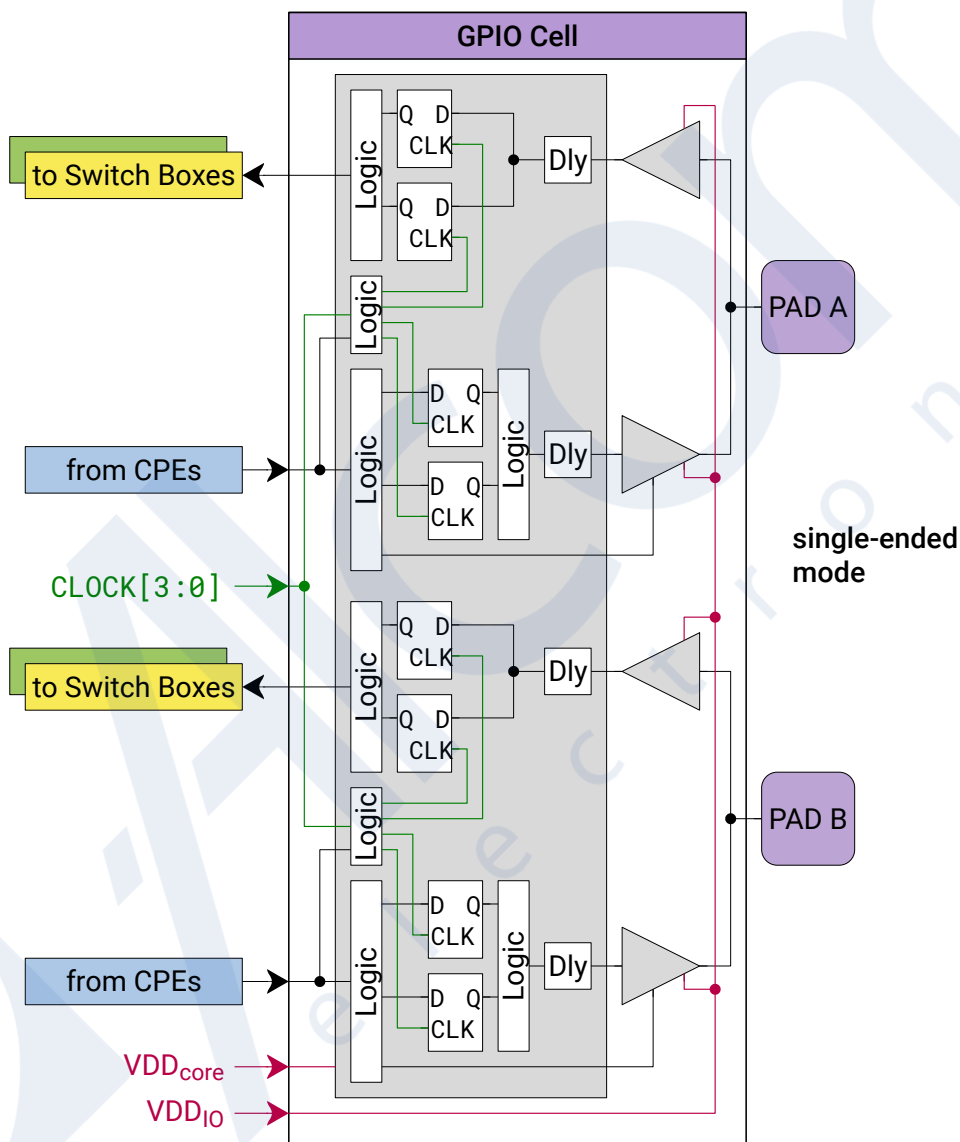 GPIO Cell
Logic
Q D
CLK
Dly
to Switch Boxes
Q D
CLK
Logic
PAD A
Logic
D Q
CLK
Logic
from CPEs
Dly
D Q
CLK
single-ended
mode
CLOCK[3:0]
Logic
Q D
CLK
to Switch Boxes
Dly
Q D
CLK
Logic
PAD B
Logic
D Q
CLK
Logic
from CPEs
Dly
D Q
CLK
VDDcore
VDDIO